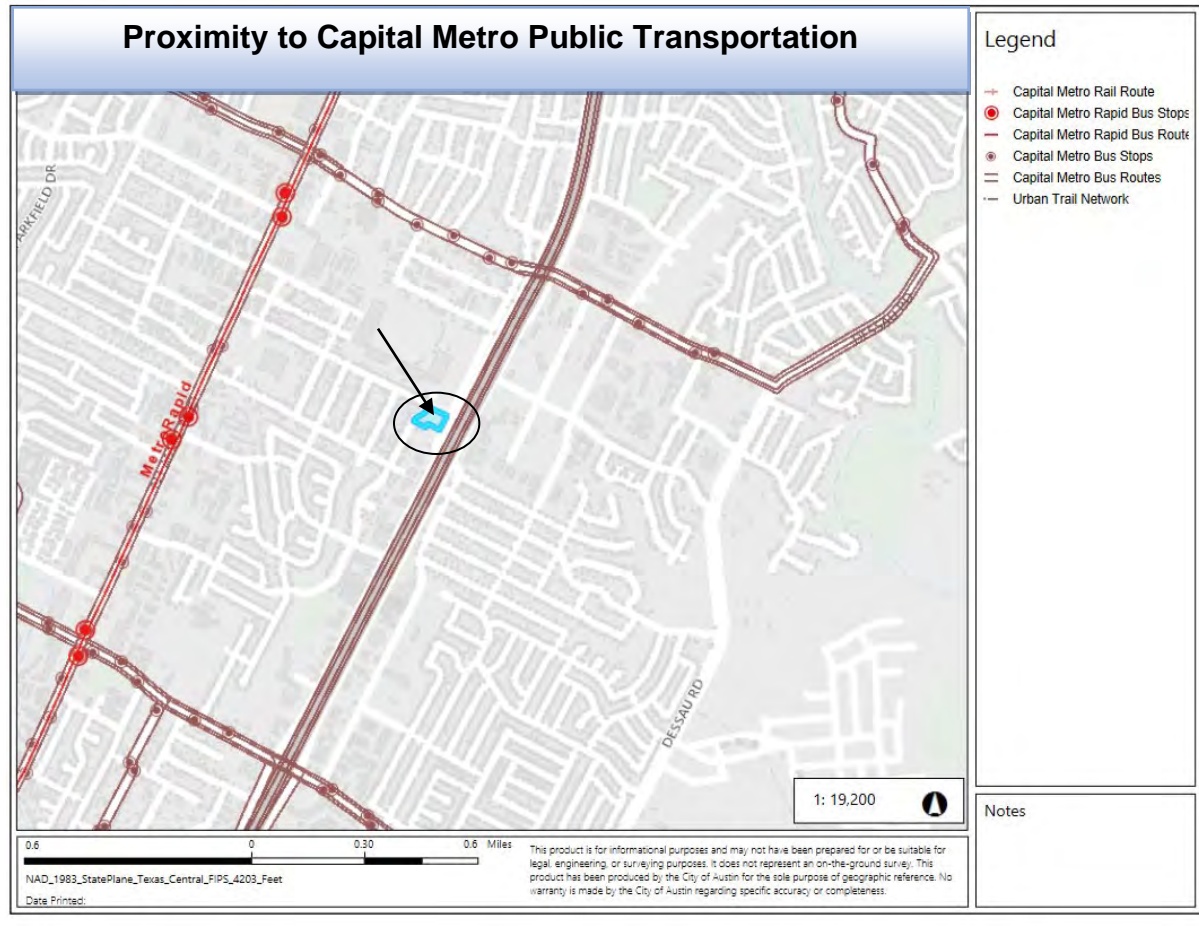 Proximity to Capital Metro Public Transportation
Legend
Capital Metro Rail Route
Capital Metro Rapid Bus Stops
Capital Metro Rapid Bus Route
Capital Metro Bus Stops
Capital Metro Bus Routes
Urban Trail Network
ARKFIELD DR
MetroRapid
DESSAU RD
1: 19,200
Notes
0.6 0 0.30 0.6 Miles
NAD_1983_StatePlane_Texas_Central_FIPS_4203_Feet
Date Printed:
This product is for informational purposes and may not have been prepared for or be suitable for
legal, engineering, or surveying purposes. It does not represent an on-the-ground survey. This
product has been produced by the City of Austin for the sole purpose of geographic reference. No
warranty is made by the City of Austin regarding specific accuracy or completeness.